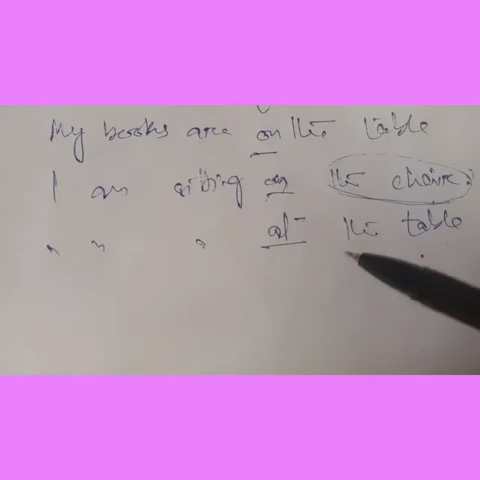 My books are on the table
I am sitting on the chair.
" " " at the table